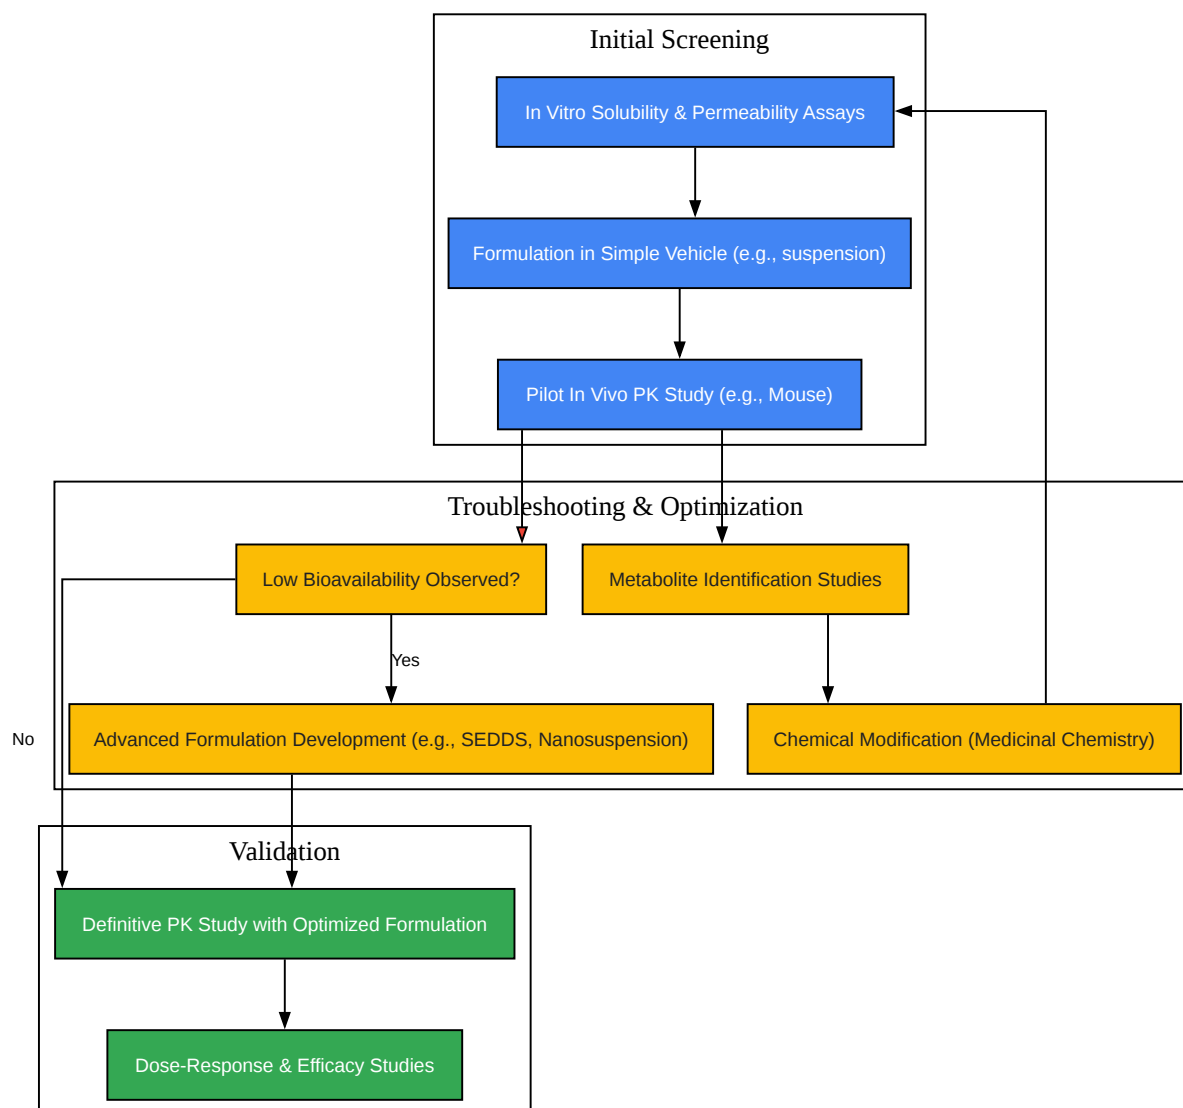 Initial Screening
In Vitro Solubility & Permeability Assays
Formulation in Simple Vehicle (e.g., suspension)
Pilot In Vivo PK Study (e.g., Mouse)
Troubleshooting & Optimization
Low Bioavailability Observed?
Metabolite Identification Studies
Yes
No
Advanced Formulation Development (e.g., SEDDS, Nanosuspension)
Chemical Modification (Medicinal Chemistry)
Validation
Definitive PK Study with Optimized Formulation
Dose-Response & Efficacy Studies